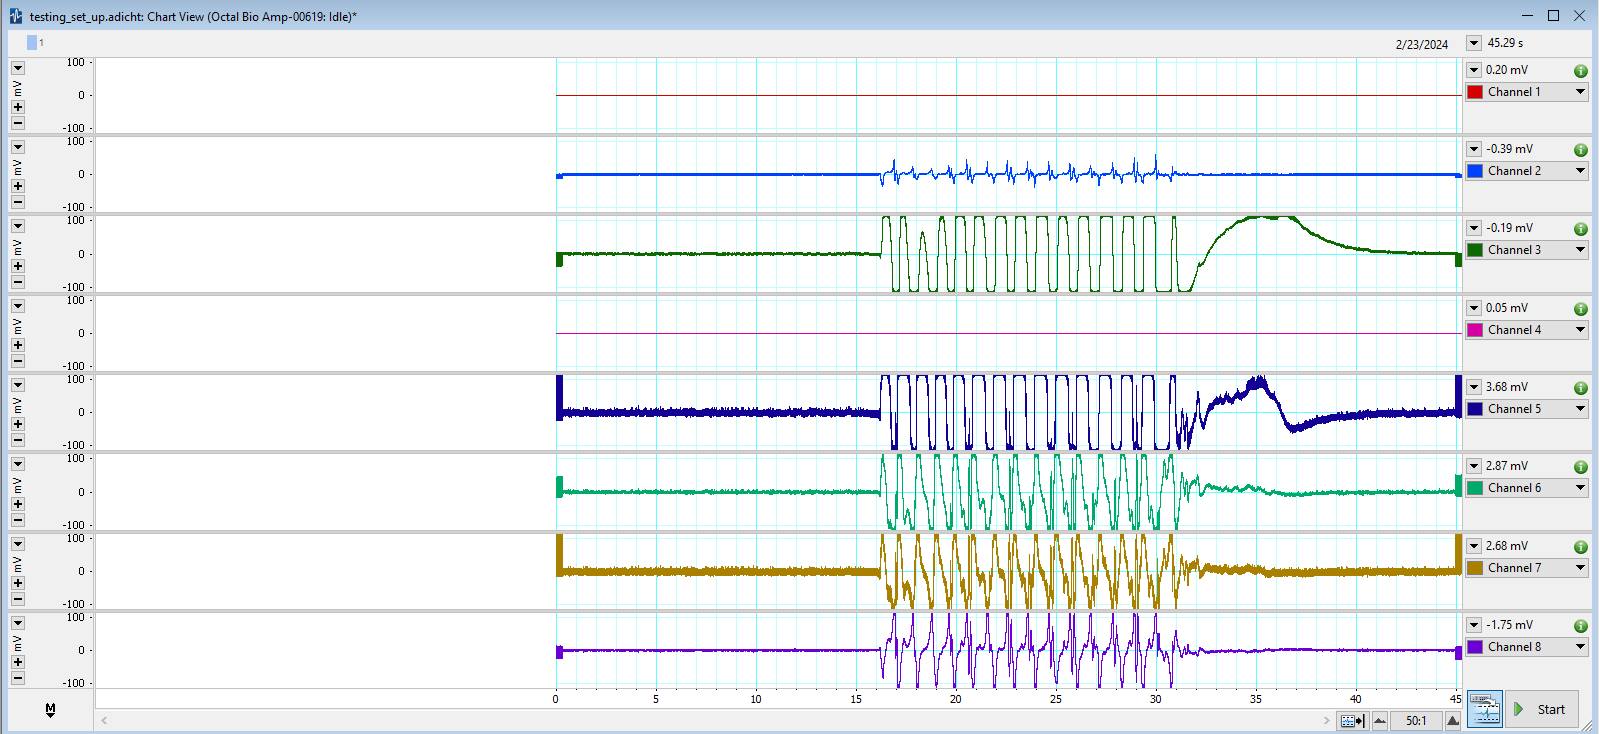 testing_set_up.adicht: Chart View (Octal Bio Amp-00619: Idle)*
1
2/23/2024
45.29 s
100
0
-100
mV
0.20 mV
Channel 1
100
0
-100
mV
-0.39 mV
Channel 2
100
0
-100
mV
-0.19 mV
Channel 3
100
0
-100
mV
0.05 mV
Channel 4
100
0
-100
mV
3.68 mV
Channel 5
100
0
-100
mV
2.87 mV
Channel 6
100
0
-100
mV
2.68 mV
Channel 7
100
0
-100
mV
-1.75 mV
Channel 8
0 5 10 15 20 25 30 35 40 45
M
50:1
Start